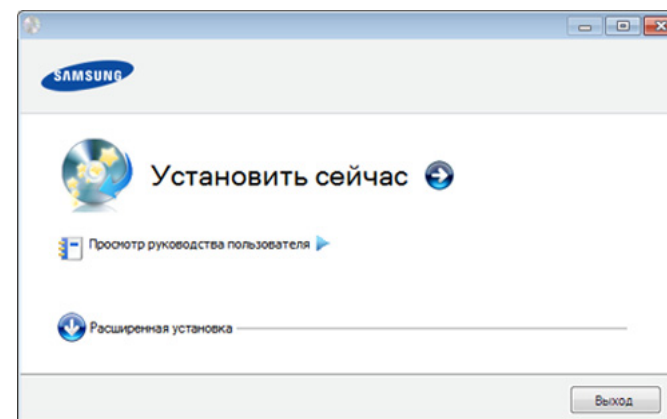 SAMSUNG
Установить сейчас
Просмотр руководства пользователя
Расширенная установка
Выход